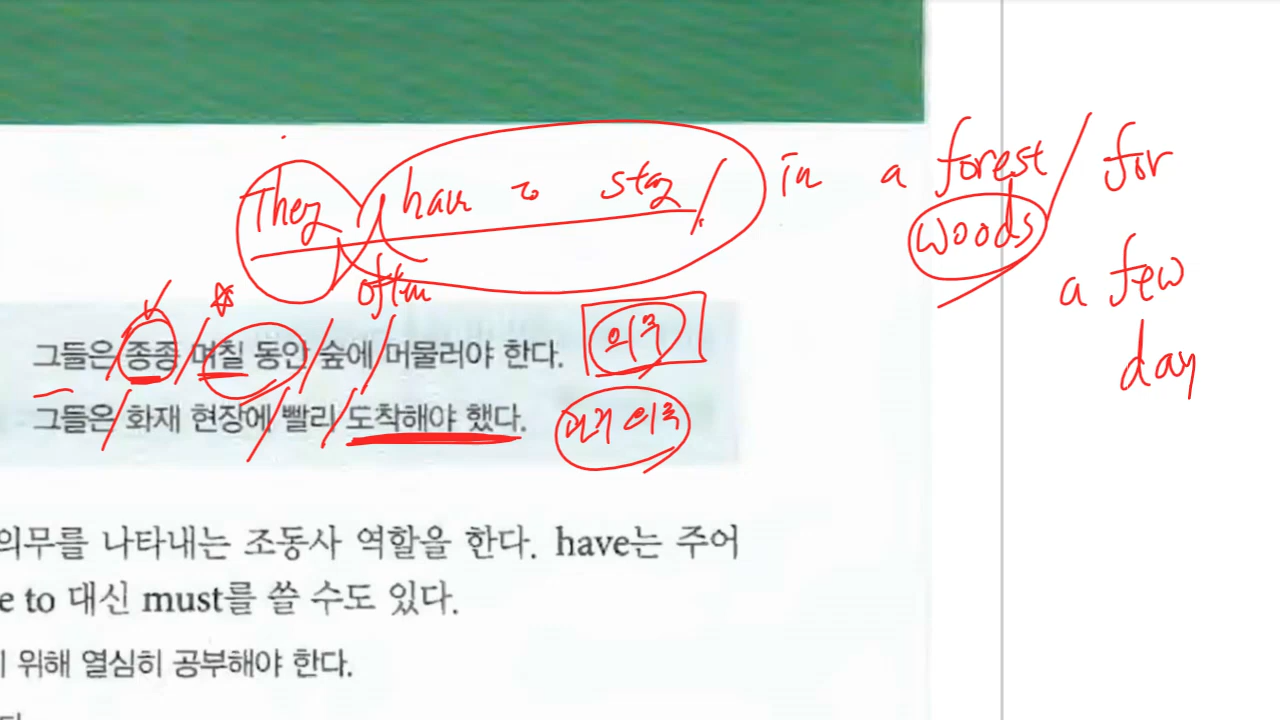 They have to stay in a forest / for
woods
a few
day
often
그들은 종종 며칠 동안 숲에 머물러야 한다. 의무
그들은 화재 현장에 빨리 도착해야 했다. 과거 의무
의무를 나타내는 조동사 역할을 한다. have는 주어
e to 대신 must를 쓸 수도 있다.
위해 열심히 공부해야 한다.